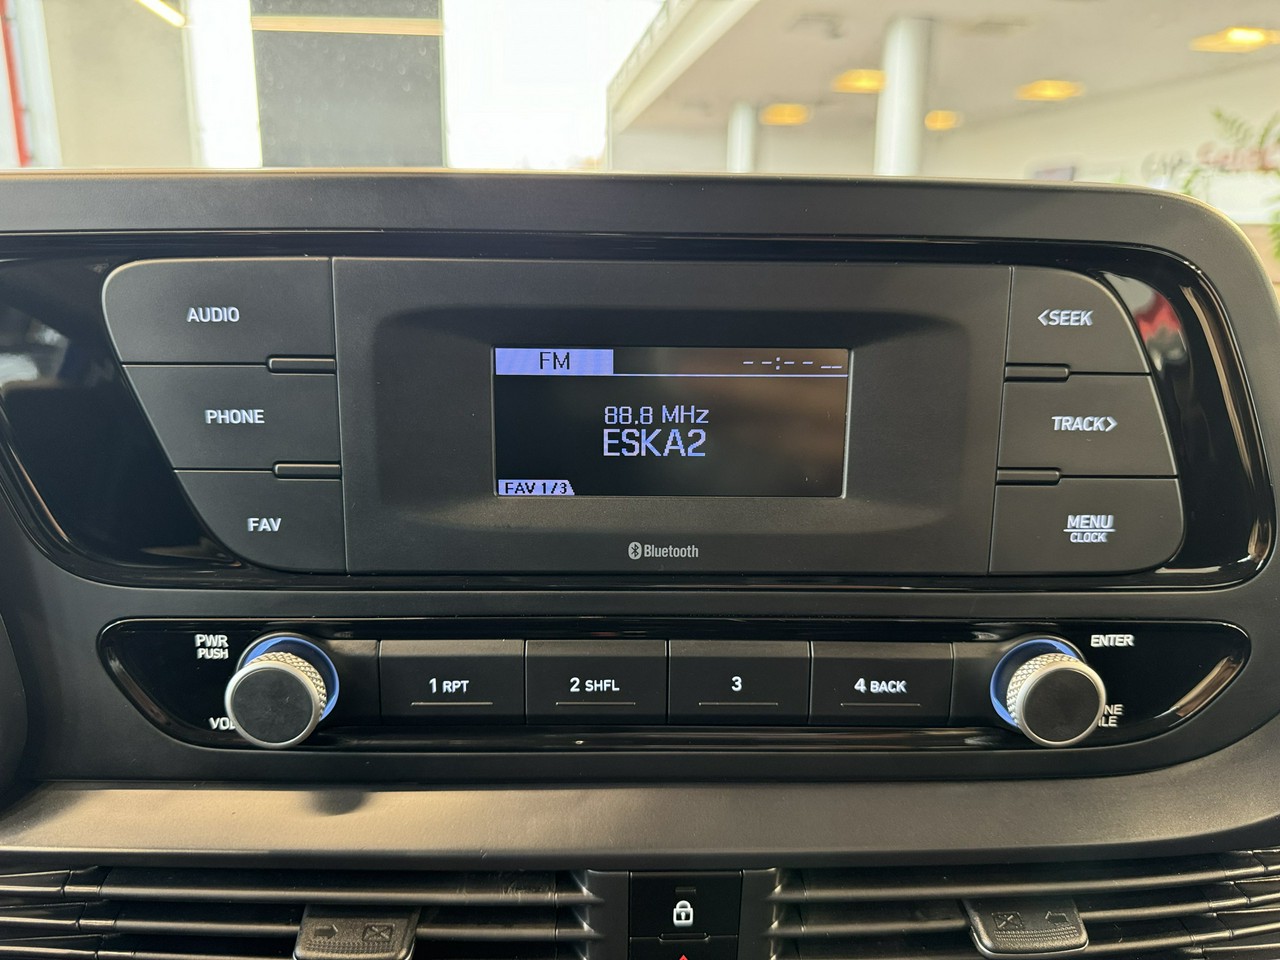 AUDIO
PHONE
FAV
FM --:-- --
88.8 MHz
ESKA2
FAV 1/3
Bluetooth
<SEEK
TRACK>
MENU
CLOCK
PWR
PUSH
1 RPT
2 SHFL
3
4 BACK
ENTER